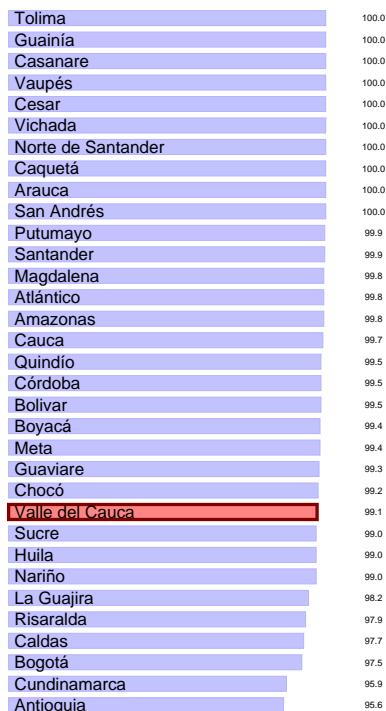 Tolima 100.0
Guainía 100.0
Casanare 100.0
Vaupés 100.0
Cesar 100.0
Vichada 100.0
Norte de Santander 100.0
Caquetá 100.0
Arauca 100.0
San Andrés 100.0
Putumayo 99.9
Santander 99.9
Magdalena 99.8
Atlántico 99.8
Amazonas 99.8
Cauca 99.7
Quindío 99.5
Córdoba 99.5
Bolivar 99.5
Boyacá 99.4
Meta 99.4
Guaviare 99.3
Chocó 99.2
Valle del Cauca 99.1
Sucre 99.0
Huila 99.0
Nariño 99.0
La Guajira 98.2
Risaralda 97.9
Caldas 97.7
Bogotá 97.5
Cundinamarca 95.9
Antioquia 95.6